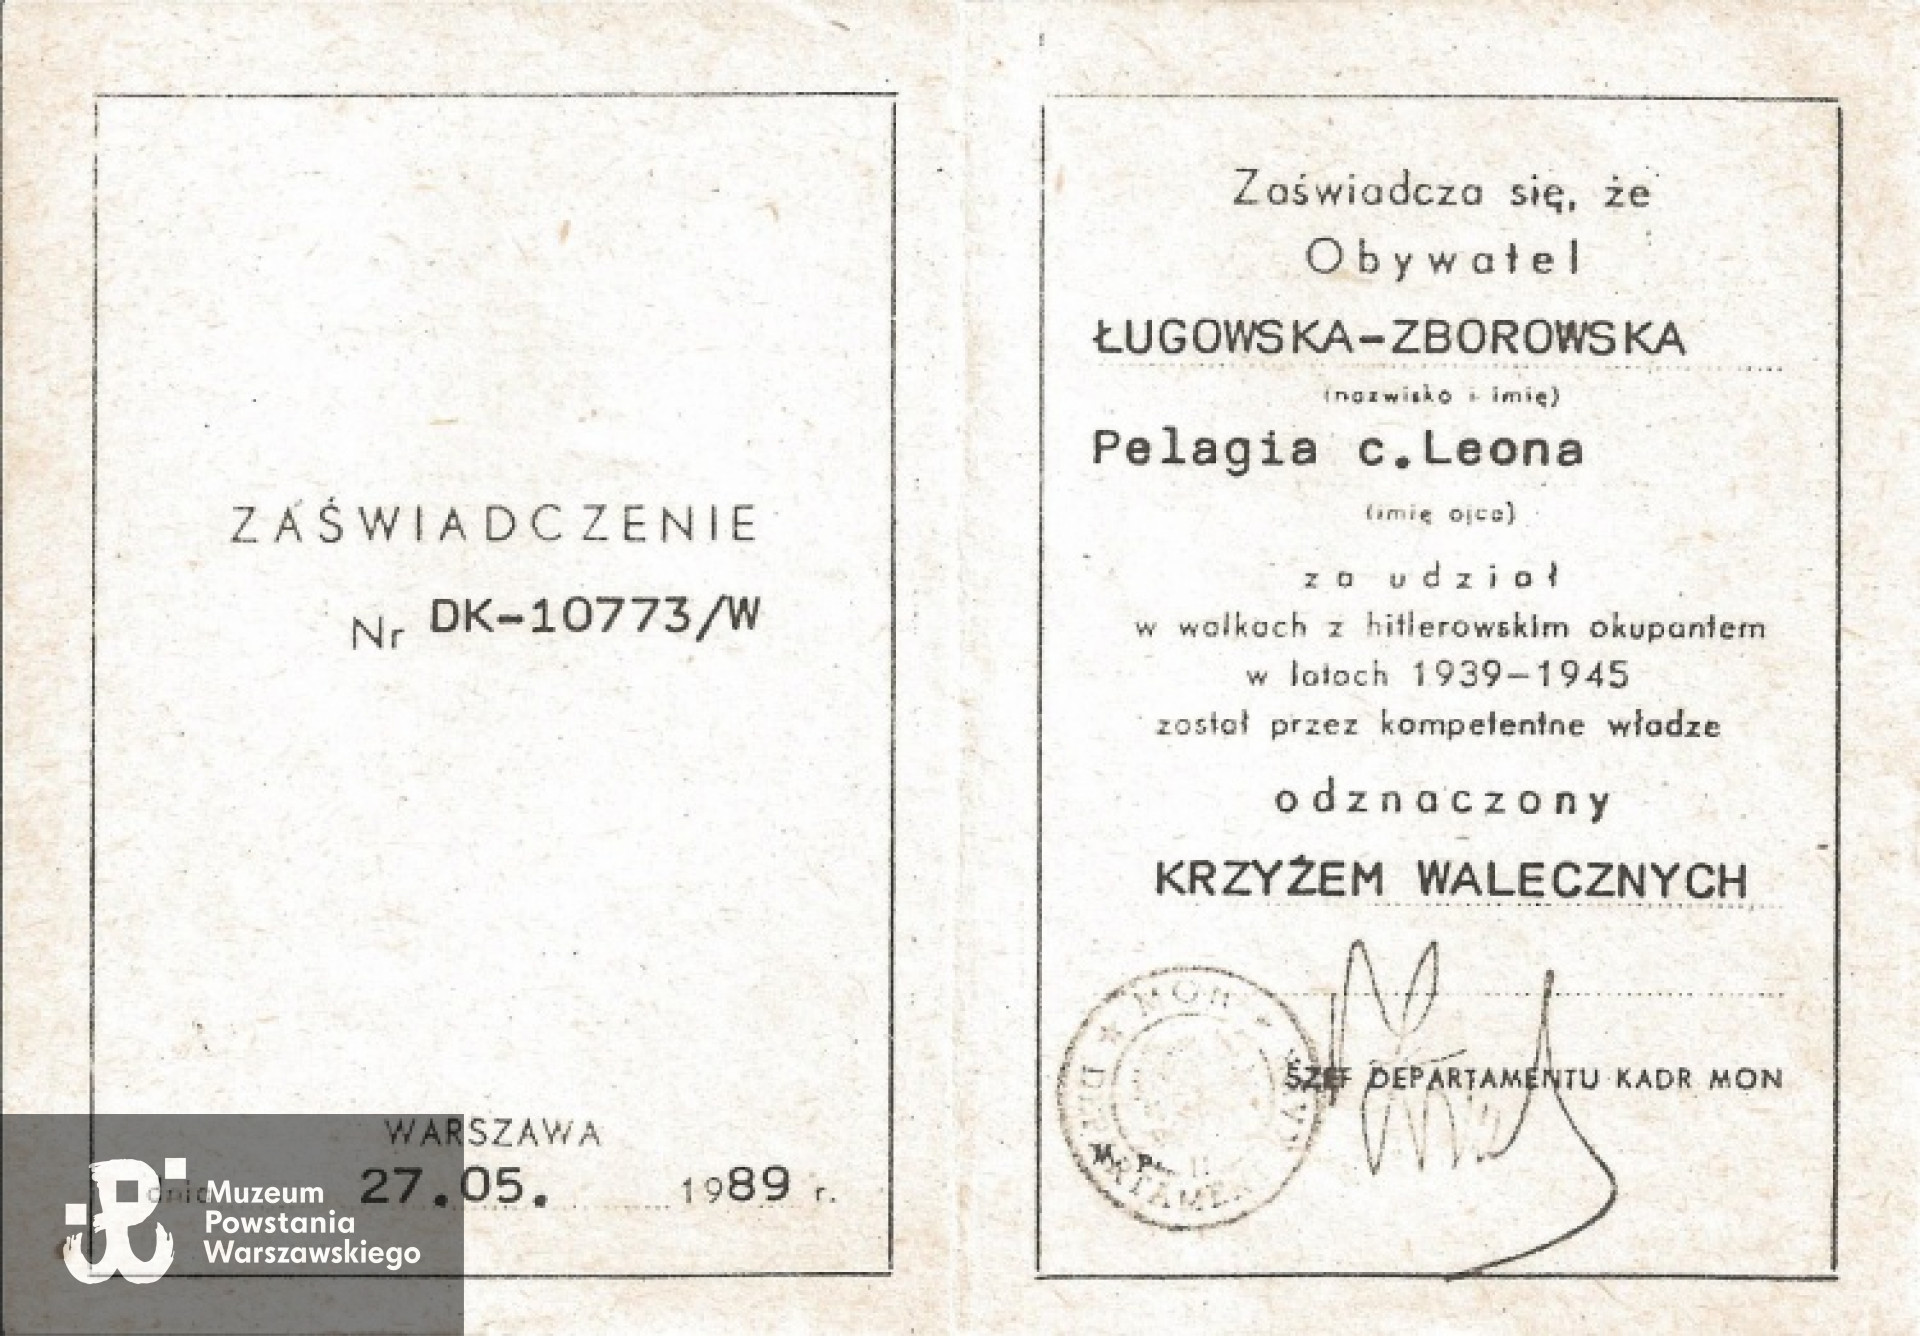 ZAŚWIADCZENIE
Nr DK-10773/W
WARSZAWA
dnia 27.05. 1989 r.
Muzeum
Powstania
Warszawskiego
Zaświadcza się, że
Obywatel
ŁUGOWSKA-ZBOROWSKA
(nazwisko i imię)
Pelagia c.Leona
(imię ojca)
za udział
w walkach z hitlerowskim okupantem
w latach 1939–1945
został przez kompetentne władze
odznaczony
KRZYŻEM WALECZNYCH
SZEF DEPARTAMENTU KADR MON
MON